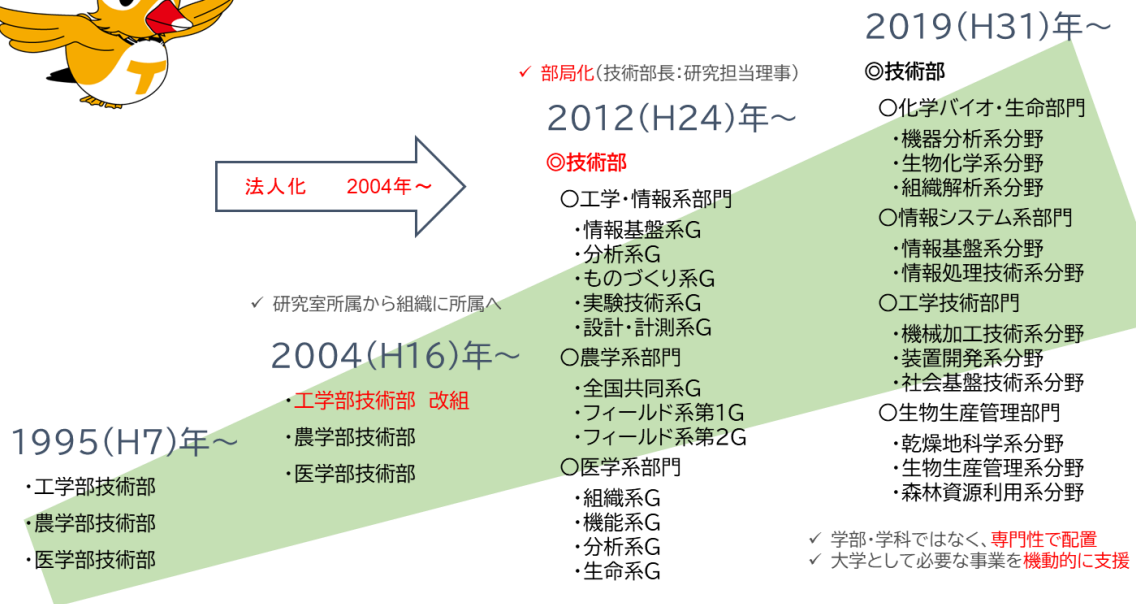 1995(H7)年～
・工学部技術部
・農学部技術部
・医学部技術部
法人化　2004年～
✓ 研究室所属から組織に所属へ
2004(H16)年～
・工学部技術部　改組
・農学部技術部
・医学部技術部
✓ 部局化(技術部長:研究担当理事)
2012(H24)年～
◎技術部
〇工学・情報系部門
・情報基盤系G
・分析系G
・ものづくり系G
・実験技術系G
・設計・計測系G
〇農学系部門
・全国共同系G
・フィールド系第1G
・フィールド系第2G
〇医学系部門
・組織系G
・機能系G
・分析系G
・生命系G
2019(H31)年～
◎技術部
〇化学バイオ・生命部門
・機器分析系分野
・生物化学系分野
・組織解析系分野
〇情報システム系部門
・情報基盤系分野
・情報処理技術系分野
〇工学技術部門
・機械加工技術系分野
・装置開発系分野
・社会基盤技術系分野
〇生物生産管理部門
・乾燥地科学系分野
・生物生産管理系分野
・森林資源利用系分野
✓ 学部・学科ではなく、専門性で配置
✓ 大学として必要な事業を機動的に支援